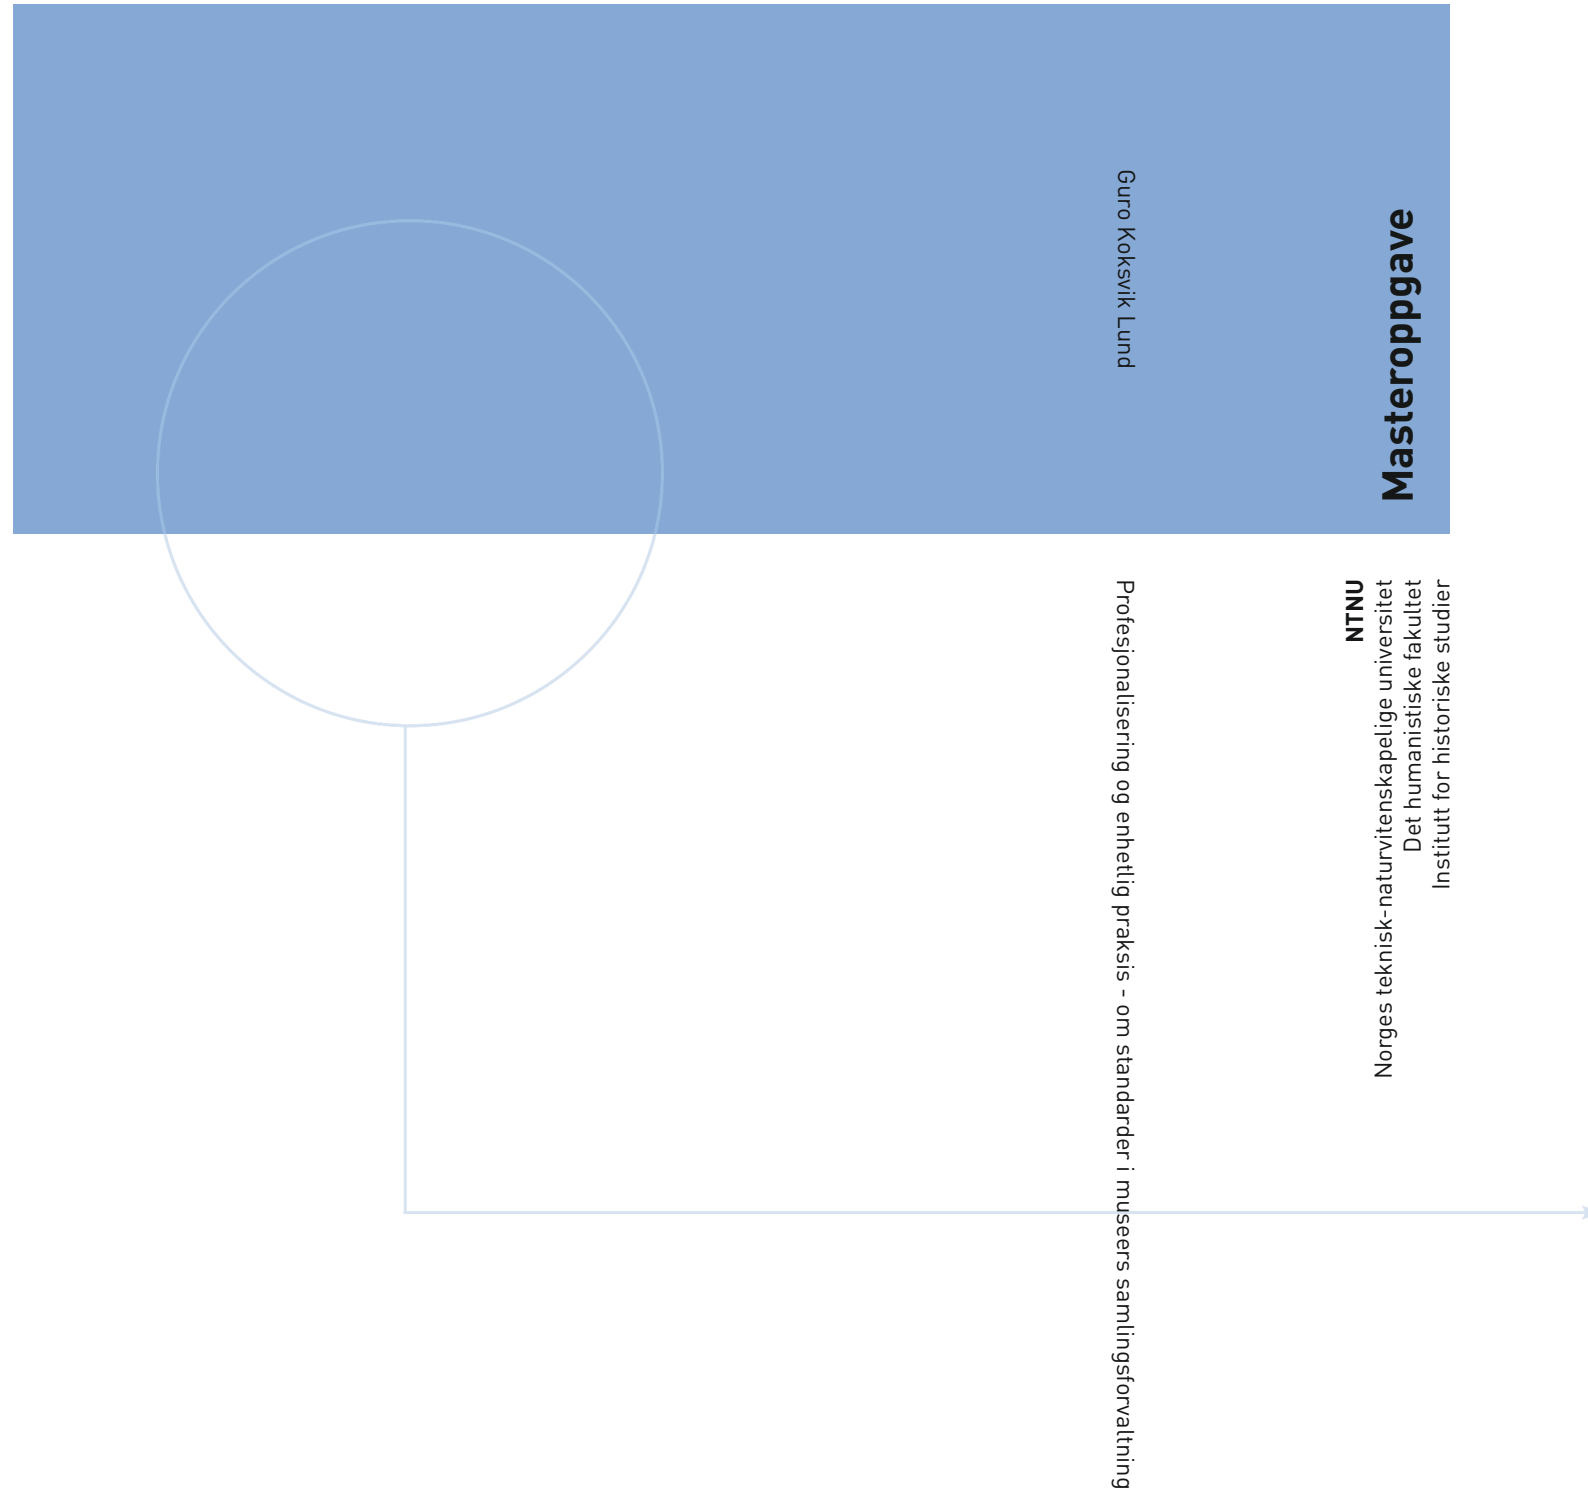 Guro Koksvik Lund
Profesjonalisering og enhetlig praksis - om standarder i museers samlingsforvaltning
Masteroppgave
NTNU
Norges teknisk-naturvitenskapelige universitet
Det humanistiske fakultet
Institutt for historiske studier